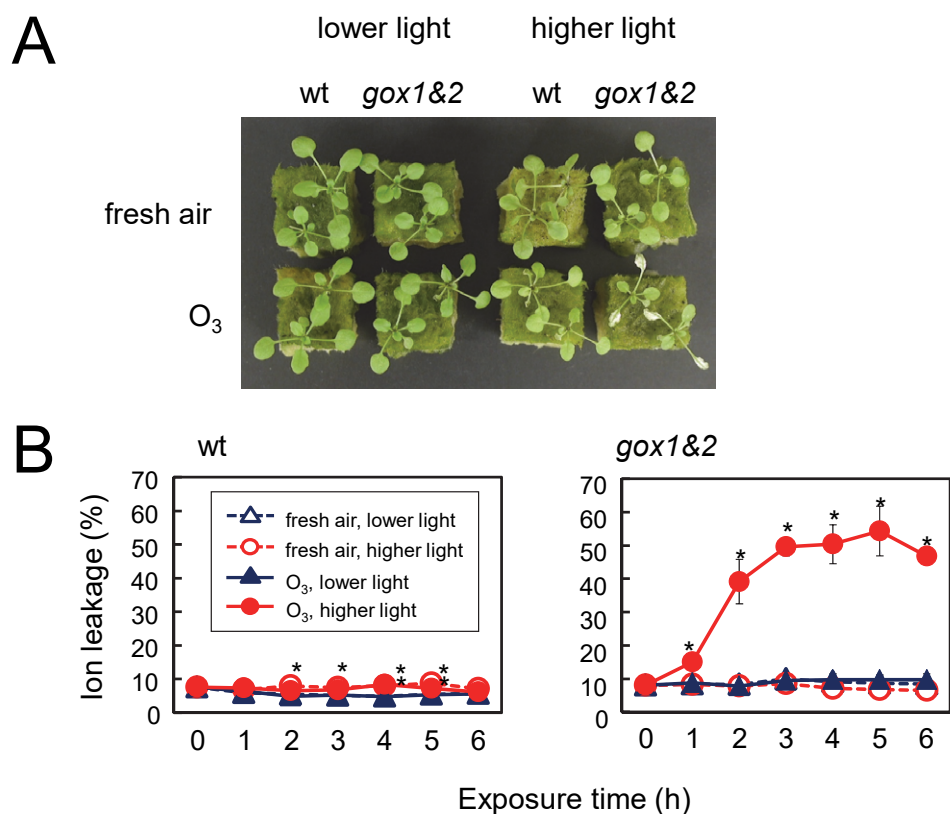 A
lower light higher light
wt gox1&2 wt gox1&2
fresh air
O3
B
wt gox1&2
Ion leakage (%)
70
60
50
40
30
20
10
0
fresh air, lower light
fresh air, higher light
O3, lower light
O3, higher light
* * * * * *
0 1 2 3 4 5 6
70
60
50
40
30
20
10
0
* * * * * *
0 1 2 3 4 5 6
Exposure time (h)